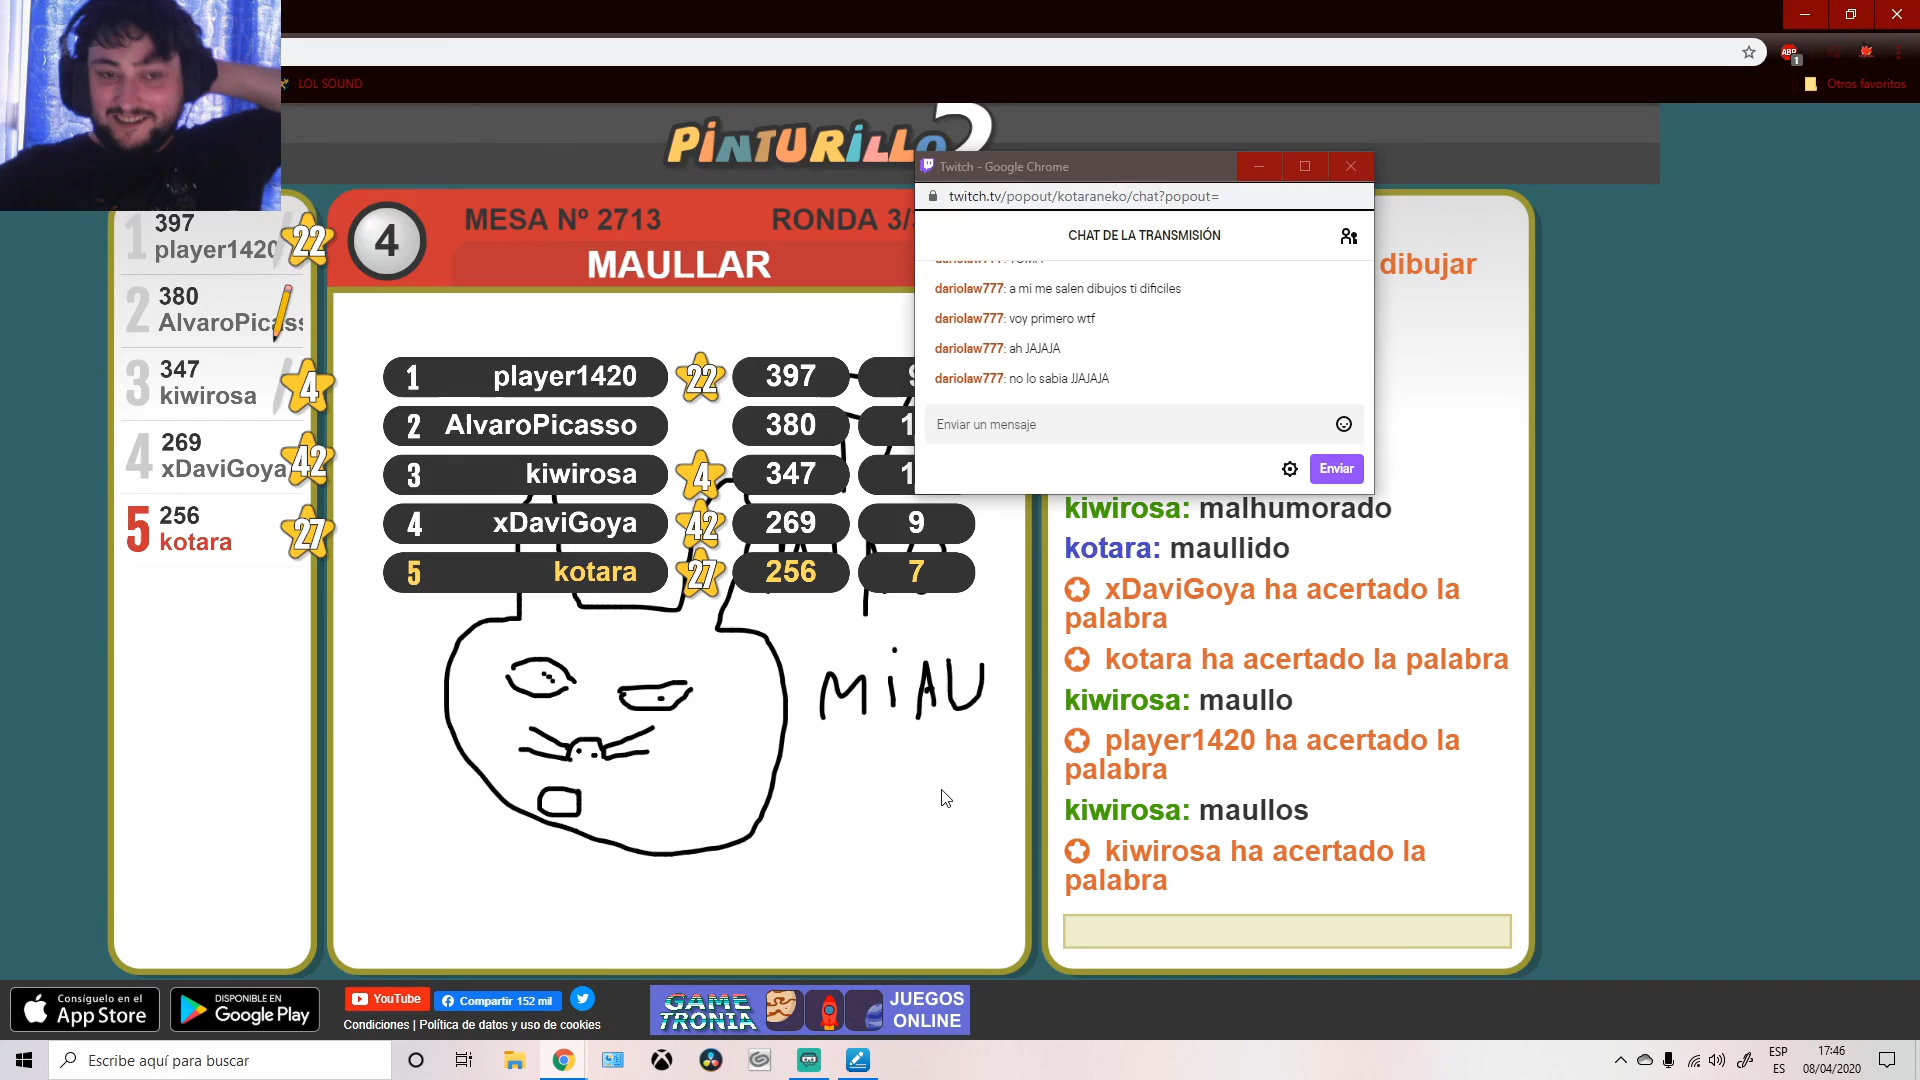 LOL SOUND
ABP
1
Otros favoritos
PINTURILLO 2
Twitch - Google Chrome
twitch.tv/popout/kotaraneko/chat?popout=
CHAT DE LA TRANSMISIÓN
dariolaw777: a mi me salen dibujos ti dificiles
dariolaw777: voy primero wtf
dariolaw777: ah JAJAJA
dariolaw777: no lo sabia JJAJAJA
Enviar un mensaje
Enviar
1 397
player1420 22
2 380
AlvaroPicass
3 347
kiwirosa 4
4 269
xDaviGoya 42
5 256
kotara 27
4
MESA Nº 2713 RONDA 3/
MAULLAR
1 player1420 22 397
2 AlvaroPicasso 380 1
3 kiwirosa 4 347 1
4 xDaviGoya 42 269 9
5 kotara 27 256 7
MiAU
dibujar
kiwirosa: malhumorado
kotara: maullido
xDaviGoya ha acertado la
palabra
kotara ha acertado la palabra
kiwirosa: maullo
player1420 ha acertado la
palabra
kiwirosa: maullos
kiwirosa ha acertado la
palabra
Consíguelo en el
App Store
DISPONIBLE EN
Google Play
YouTube
Compartir 152 mil
Condiciones | Política de datos y uso de cookies
GAME
TRONIA
JUEGOS
ONLINE
Escribe aquí para buscar
ESP
ES
17:46
08/04/2020